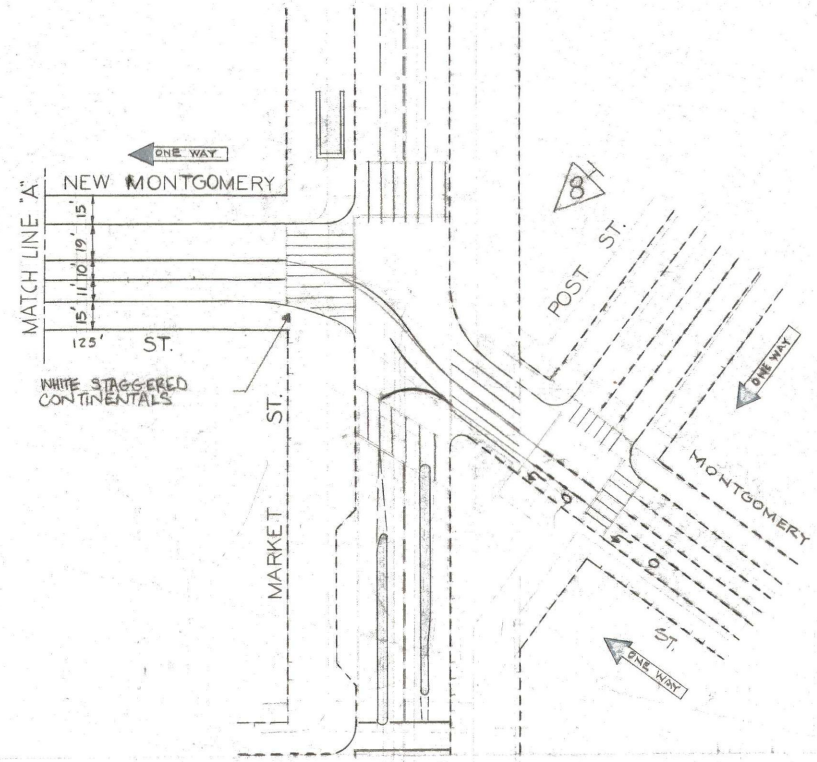 ONE WAY
NEW MONTGOMERY
MATCH LINE "A"
15'
19'
10'
11'
15'
125'
ST.
WHITE STAGGERED
CONTINENTALS
MARKET ST.
8 H
POST ST.
ONE WAY
MONTGOMERY
ST.
ONE WAY